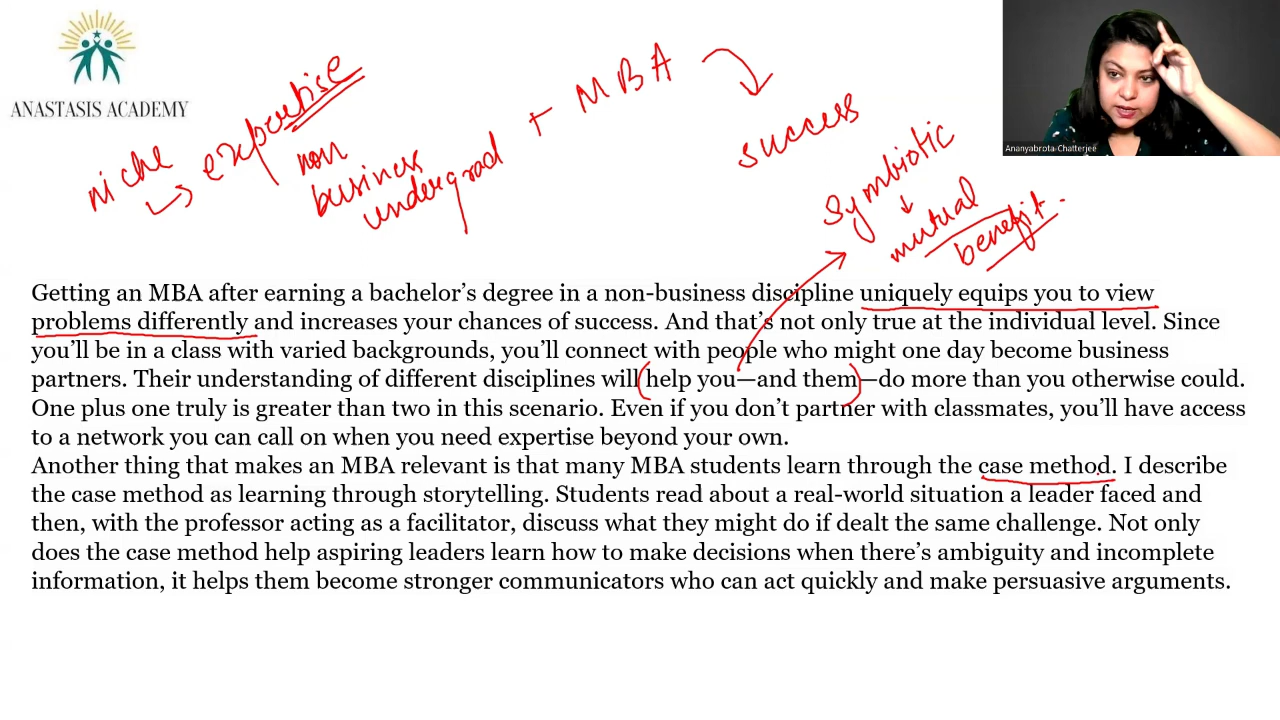 ANASTASIS ACADEMY
niche
expertise
non
business
undergrad
+ MBA
success
Symbiotic
mutual
benefit.
Ananyabrota-Chatterjee
Getting an MBA after earning a bachelor’s degree in a non-business discipline uniquely equips you to view
problems differently and increases your chances of success. And that’s not only true at the individual level. Since
you’ll be in a class with varied backgrounds, you’ll connect with people who might one day become business
partners. Their understanding of different disciplines will help you—and them—do more than you otherwise could.
One plus one truly is greater than two in this scenario. Even if you don’t partner with classmates, you’ll have access
to a network you can call on when you need expertise beyond your own.
Another thing that makes an MBA relevant is that many MBA students learn through the case method. I describe
the case method as learning through storytelling. Students read about a real-world situation a leader faced and
then, with the professor acting as a facilitator, discuss what they might do if dealt the same challenge. Not only
does the case method help aspiring leaders learn how to make decisions when there’s ambiguity and incomplete
information, it helps them become stronger communicators who can act quickly and make persuasive arguments.